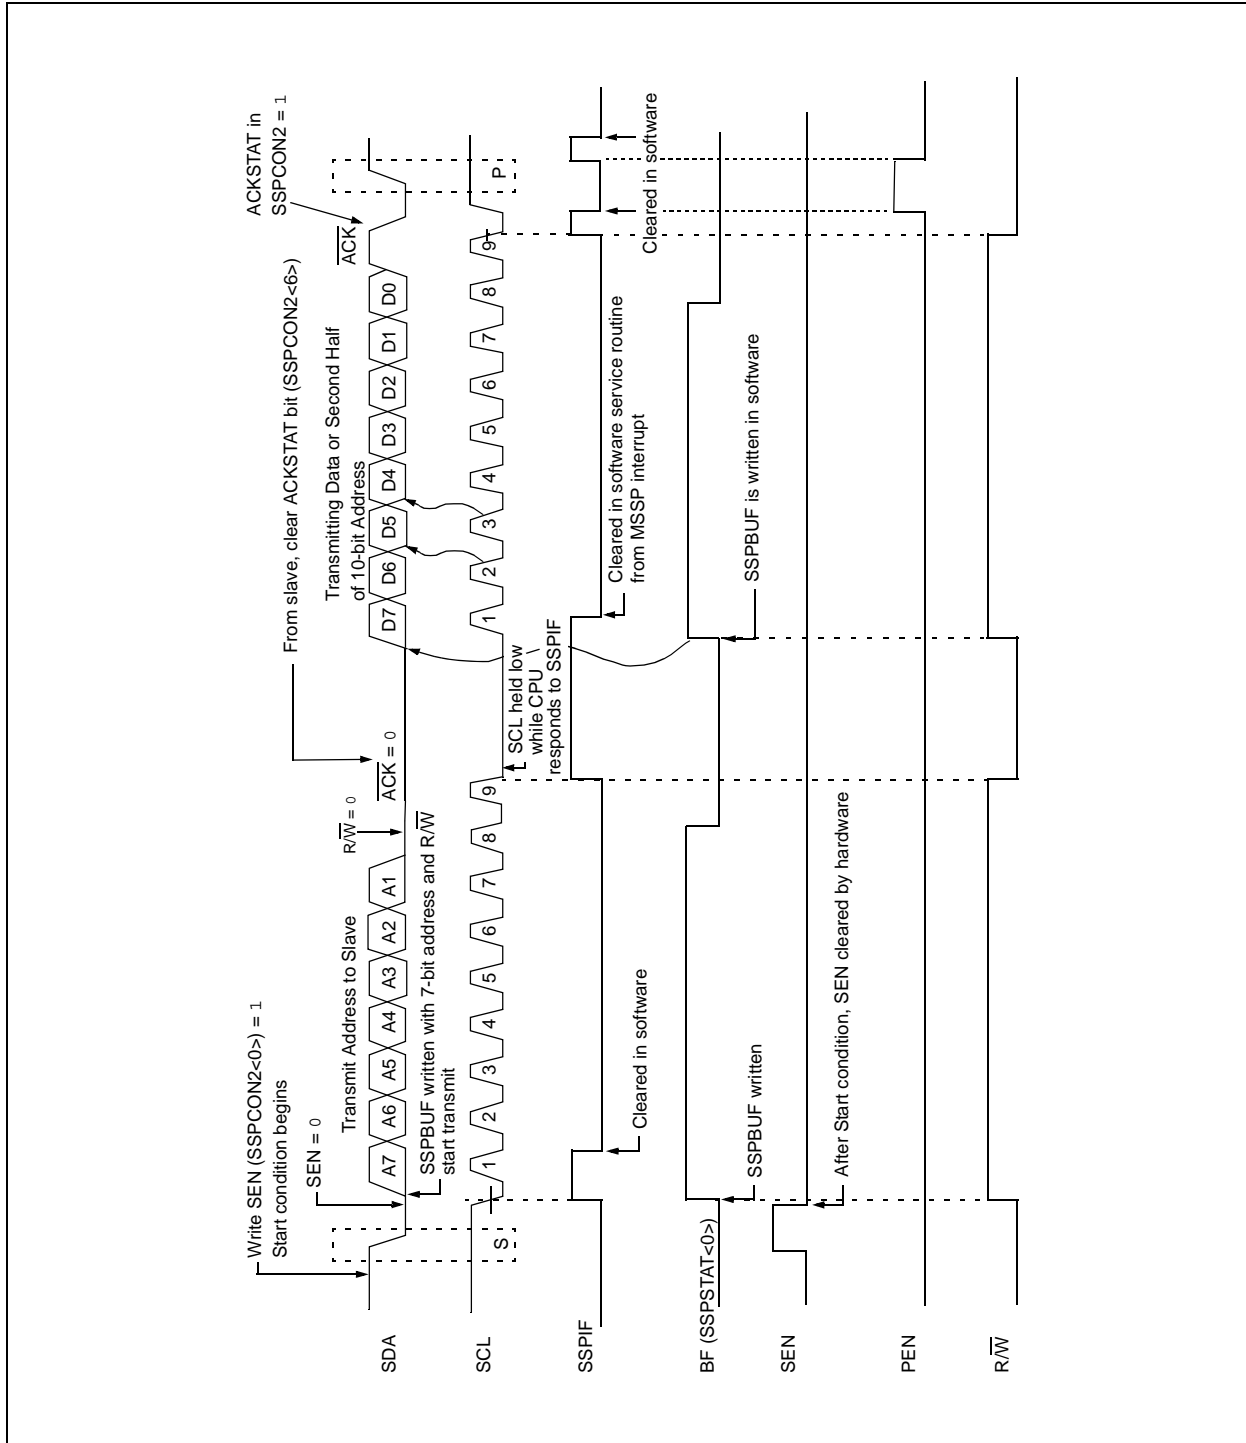 Write SEN (SSPCON2<0>) = 1
Start condition begins
SEN = 0
From slave, clear ACKSTAT bit (SSPCON2<6>)
ACKSTAT in
SSPCON2 = 1
Transmit Address to Slave
R/W = 0
ACK = 0
Transmitting Data or Second Half
of 10-bit Address
ACK
SDA
A7 A6 A5 A4 A3 A2 A1
D7 D6 D5 D4 D3 D2 D1 D0
SSPBUF written with 7-bit address and R/W
start transmit
SCL
S
1 2 3 4 5 6 7 8 9
1 2 3 4 5 6 7 8 9
P
SCL held low
while CPU
responds to SSPIF
SSPIF
Cleared in software
Cleared in software service routine
from MSSP interrupt
Cleared in software
BF (SSPSTAT<0>)
SSPBUF written
SSPBUF is written in software
SEN
After Start condition, SEN cleared by hardware
PEN
R/W